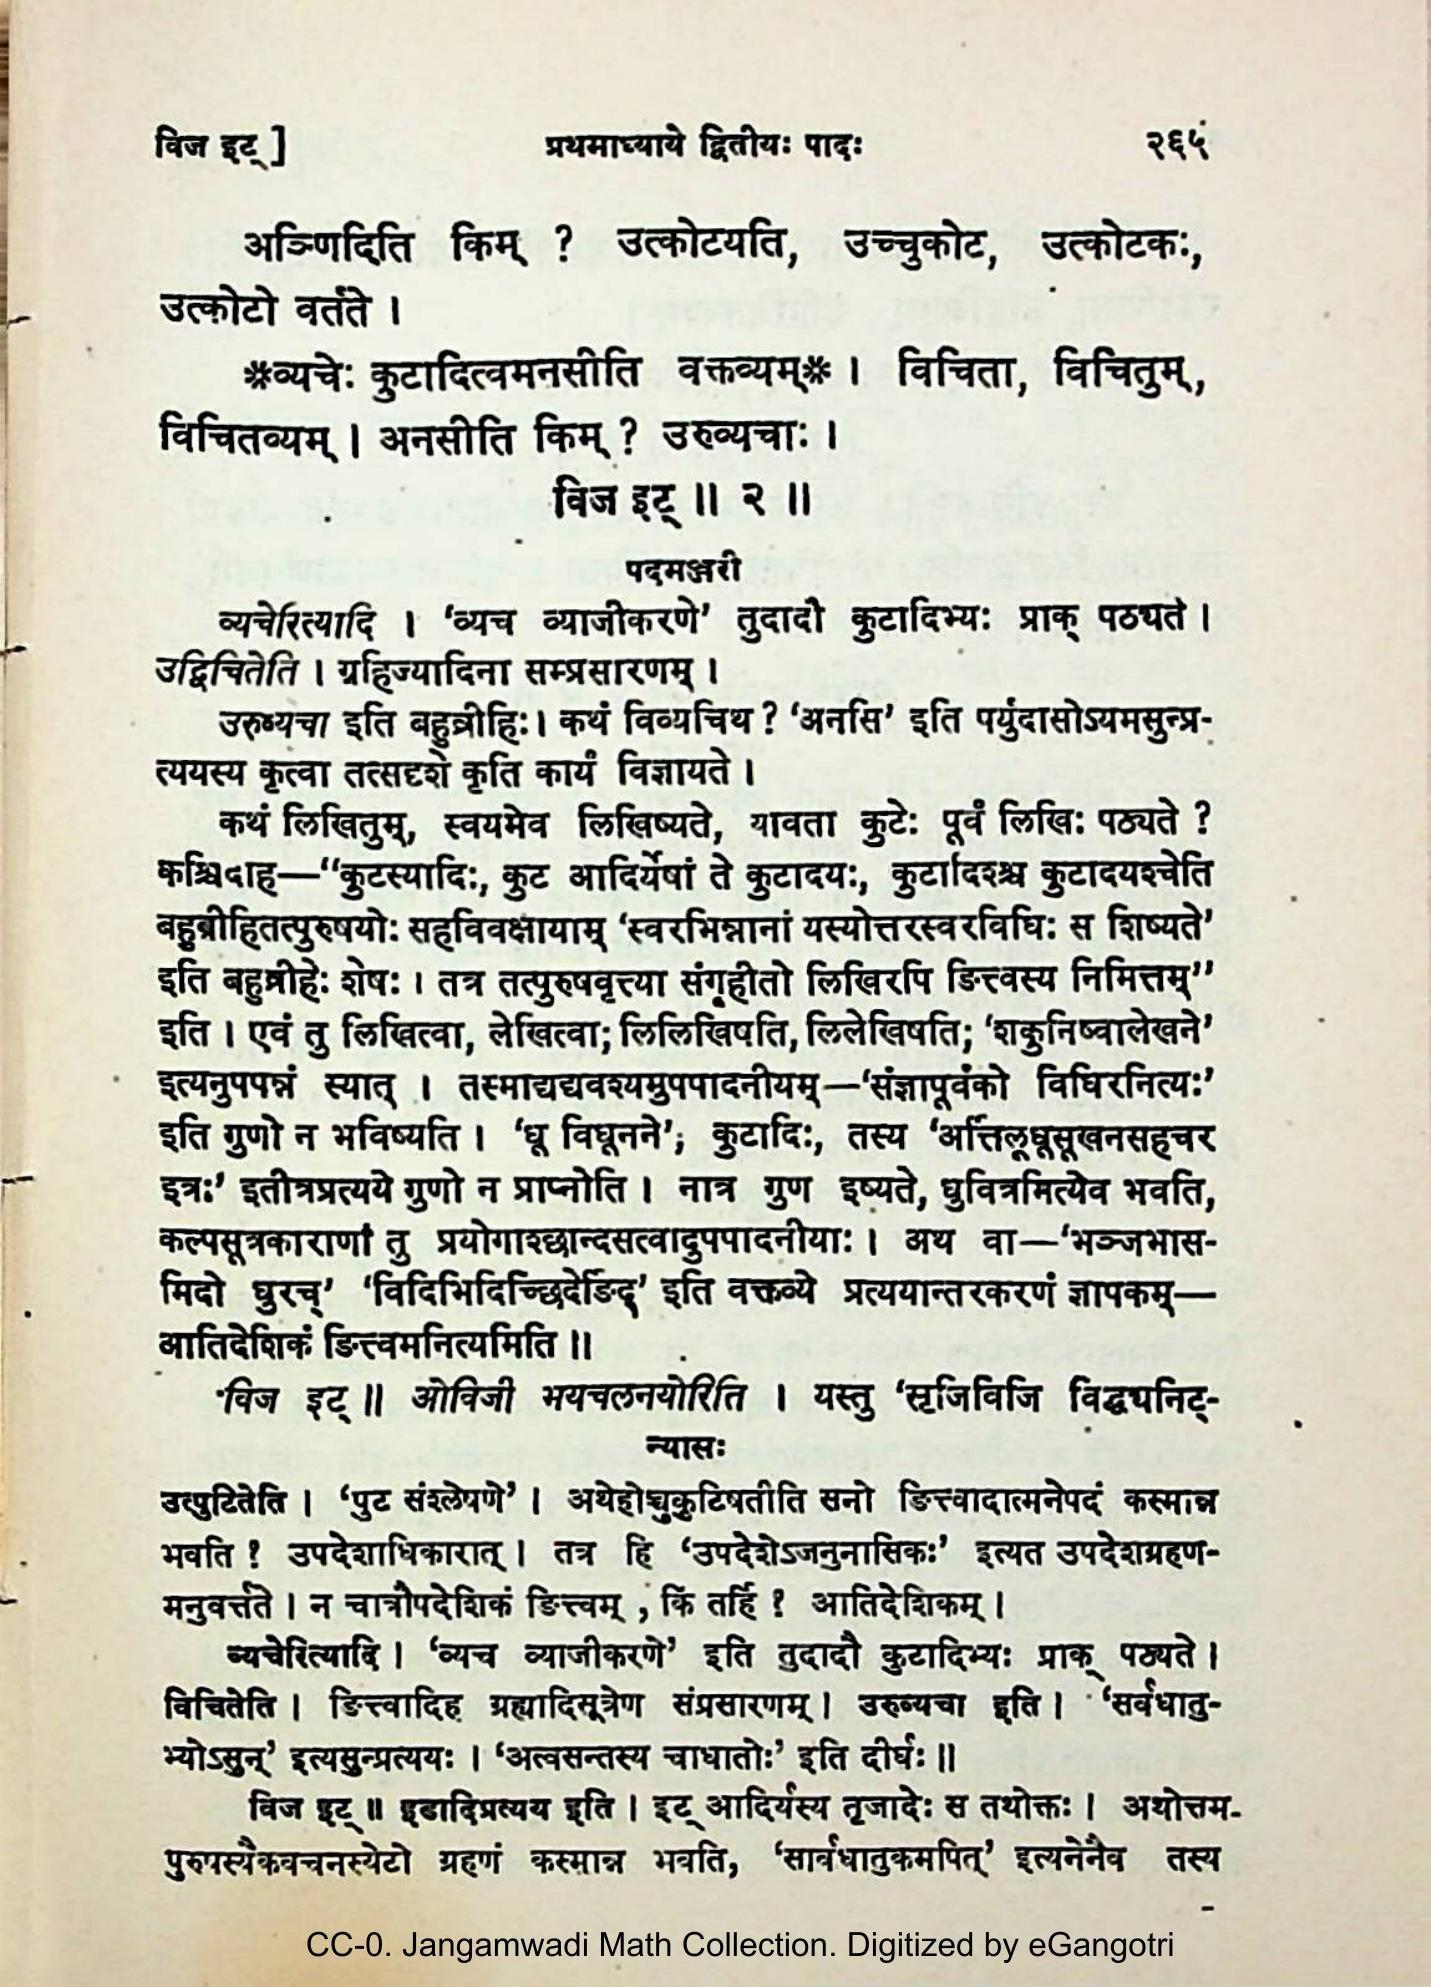 विज इट् ] प्रथमाध्याये द्वितीयः पादः २६५
अञ्णिदिति किम् ? उत्कोटयति, उच्चुकोट, उत्कोटकः,
उत्कोटो वर्तते ।
※व्यचेः कुटादित्वमनसीति वक्तव्यम्※ । विचिता, विचितुम्,
विचितव्यम् । अनसीति किम् ? उरुव्यचाः ।
विज इट् ॥ २ ॥
पदमञ्जरी
व्यचेरित्यादि । 'व्यच व्याजीकरणे' तुदादौ कुटादिभ्यः प्राक् पठ्यते ।
उद्विचितेति । ग्रहिज्यादिना सम्प्रसारणम् ।
उरुव्यचा इति बहुव्रीहिः । कथं विव्यचिथ ? 'अनसि' इति पर्युदासोऽयमसुन्प्र-
त्ययस्य कृत्वा तत्सदृशे कृति कार्यं विज्ञायते ।
कथं लिखितुम्, स्वयमेव लिखिष्यते, यावता कुटेः पूर्वं लिखिः पठ्यते ?
कश्चिदाह—"कुटस्यादिः, कुट आदिर्येषां ते कुटादयः, कुटादिश्च कुटादयश्चेति
बहुव्रीहितत्पुरुषयोः सहविवक्षायाम् 'स्वरभिन्नानां यस्योत्तरस्वरविधिः स शिष्यते'
इति बहुव्रीहेः शेषः । तत्र तत्पुरुषवृत्त्या संगृहीतो लिखिरपि ङित्त्वस्य निमित्तम्"
इति । एवं तु लिखित्वा, लेखित्वा; लिलिखिषति, लिलेखिषति; 'शकुनिष्वालेखने'
इत्यनुपपन्नं स्यात् । तस्माद्यद्यवश्यमुपपादनीयम्—'संज्ञापूर्वको विधिरनित्यः'
इति गुणो न भविष्यति । 'धू विधूनने'; कुटादिः, तस्य 'अर्त्तिलूधूसूखनसहचर
इत्रः' इतीत्रप्रत्यये गुणो न प्राप्नोति । नात्र गुण इष्यते, धुवित्रमित्येव भवति,
कल्पसूत्रकाराणां तु प्रयोगाश्छान्दसत्वादुपपादनीयाः । अथ वा—'भञ्जभास-
मिदो घुरच्' 'विदिभिदिच्छिदेर्ङिद्' इति वक्तव्ये प्रत्ययान्तरकरणं ज्ञापकम्—
आतिदेशिकं ङित्त्वमनित्यमिति ॥
विज इट् ॥ ओविजी भयचलनयोरिति । यस्तु 'सृजिविजि विद्ध्यनिट्-
न्यासः
उत्पुटितेति । 'पुट संश्लेषणे' । अथेहोच्चुकुटिषतीति सनो ङित्त्वादात्मनेपदं कस्मान्न
भवति ? उपदेशाधिकारात् । तत्र हि 'उपदेशेऽजनुनासिकः' इत्यत उपदेशग्रहण-
मनुवर्त्तते । न चात्रौपदेशिकं ङित्त्वम् , किं तर्हि ? आतिदेशिकम् ।
व्यचेरित्यादि । 'व्यच व्याजीकरणे' इति तुदादौ कुटादिभ्यः प्राक् पठ्यते ।
विचितेति । ङित्त्वादिह ग्रह्यादिसूत्रेण संप्रसारणम् । उरुव्यचा इति । 'सर्वधातु-
भ्योऽसुन्' इत्यसुन्प्रत्ययः । 'अत्वसन्तस्य चाधातोः' इति दीर्घः ॥
विज इट् ॥ इडादिप्रत्यय इति । इट् आदिर्यस्य तृजादेः स तथोक्तः । अथोत्तम-
पुरुषस्यैकवचनस्येटो ग्रहणं कस्मान्न भवति, 'सार्वधातुकमपित्' इत्यनेनैव तस्य
CC-0. Jangamwadi Math Collection. Digitized by eGangotri